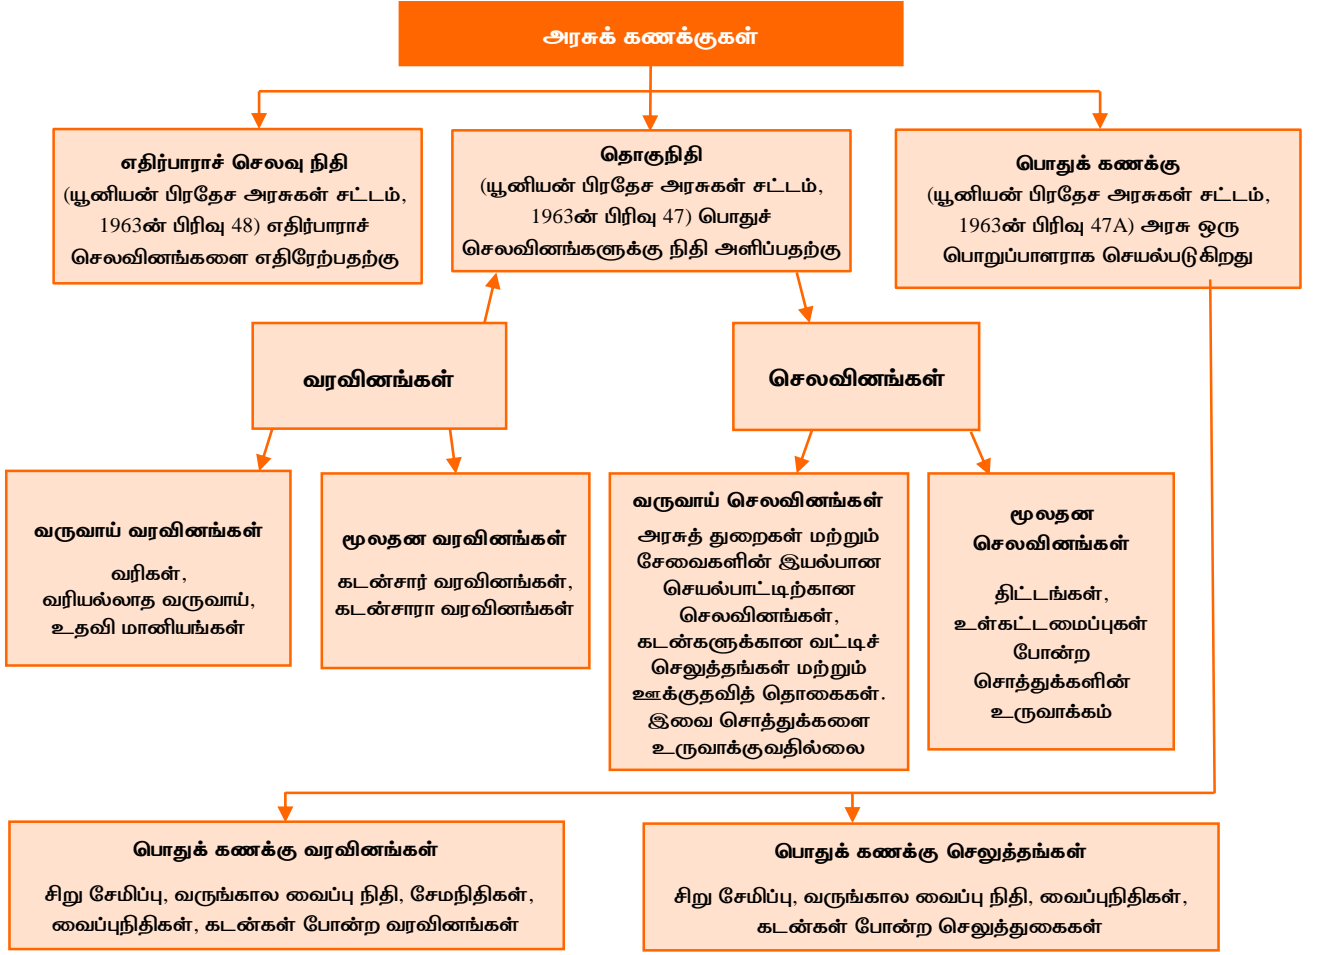 அரசுக் கணக்குகள்
எதிர்பாராச் செலவு நிதி
(யூனியன் பிரதேச அரசுகள் சட்டம்,
1963ன் பிரிவு 48) எதிர்பாராச்
செலவினங்களை எதிரேற்பதற்கு
தொகுநிதி
(யூனியன் பிரதேச அரசுகள் சட்டம்,
1963ன் பிரிவு 47) பொதுச்
செலவினங்களுக்கு நிதி அளிப்பதற்கு
பொதுக் கணக்கு
(யூனியன் பிரதேச அரசுகள் சட்டம்,
1963ன் பிரிவு 47A) அரசு ஒரு
பொறுப்பாளராக செயல்படுகிறது
வரவினங்கள்
செலவினங்கள்
வருவாய் வரவினங்கள்
வரிகள்,
வரியல்லாத வருவாய்,
உதவி மானியங்கள்
மூலதன வரவினங்கள்
கடன்சார் வரவினங்கள்,
கடன்சாரா வரவினங்கள்
வருவாய் செலவினங்கள்
அரசுத் துறைகள் மற்றும்
சேவைகளின் இயல்பான
செயல்பாட்டிற்கான
செலவினங்கள்,
கடன்களுக்கான வட்டிச்
செலுத்தங்கள் மற்றும்
ஊக்குதவித் தொகைகள்.
இவை சொத்துக்களை
உருவாக்குவதில்லை
மூலதன
செலவினங்கள்
திட்டங்கள்,
உள்கட்டமைப்புகள்
போன்ற
சொத்துக்களின்
உருவாக்கம்
பொதுக் கணக்கு வரவினங்கள்
சிறு சேமிப்பு, வருங்கால வைப்பு நிதி, சேமநிதிகள்,
வைப்புநிதிகள், கடன்கள் போன்ற வரவினங்கள்
பொதுக் கணக்கு செலுத்தங்கள்
சிறு சேமிப்பு, வருங்கால வைப்பு நிதி, வைப்புநிதிகள்,
கடன்கள் போன்ற செலுத்துகைகள்